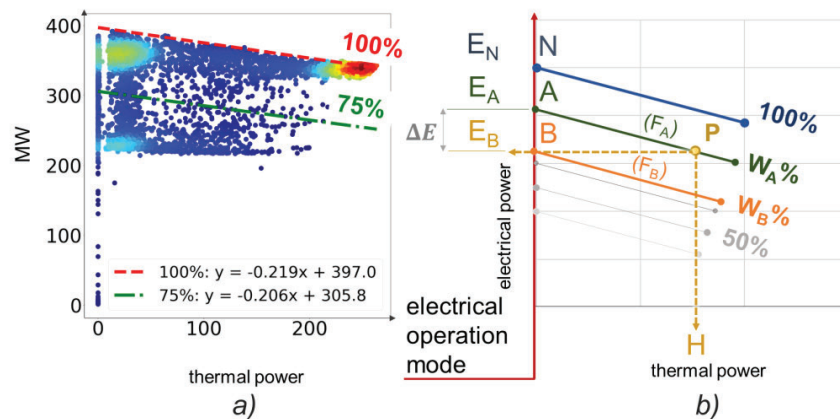 400
300
200
100
0
MW
100%
75%
100%: y = -0.219x + 397.0
75%: y = -0.206x + 305.8
0
100
200
thermal power
a)
E_N
N
E_A
A
ΔE
E_B
B
100%
(F_A)
P
W_A%
(F_B)
W_B%
50%
electrical power
electrical
operation
mode
H
thermal power
b)